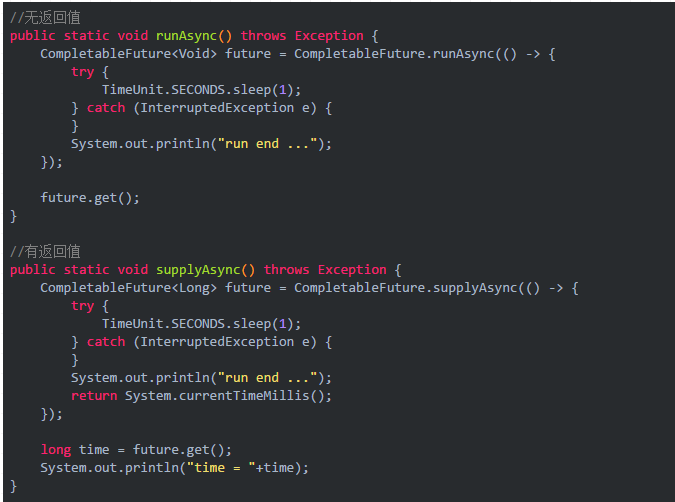 //无返回值
public static void runAsync() throws Exception {
    CompletableFuture<Void> future = CompletableFuture.runAsync(() -> {
        try {
            TimeUnit.SECONDS.sleep(1);
        } catch (InterruptedException e) {
        }
        System.out.println("run end ...");
    });

    future.get();
}

//有返回值
public static void supplyAsync() throws Exception {
    CompletableFuture<Long> future = CompletableFuture.supplyAsync(() -> {
        try {
            TimeUnit.SECONDS.sleep(1);
        } catch (InterruptedException e) {
        }
        System.out.println("run end ...");
        return System.currentTimeMillis();
    });

    long time = future.get();
    System.out.println("time = "+time);
}